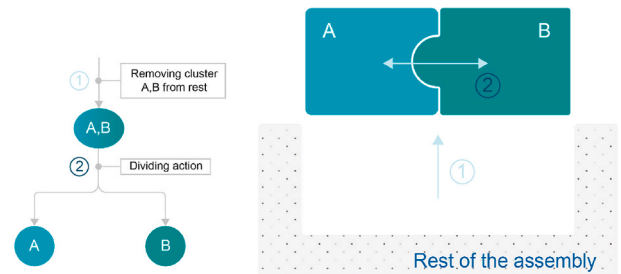 1
Removing cluster
A,B from rest
A,B
2
Dividing action
A
B
A
B
2
1
Rest of the assembly